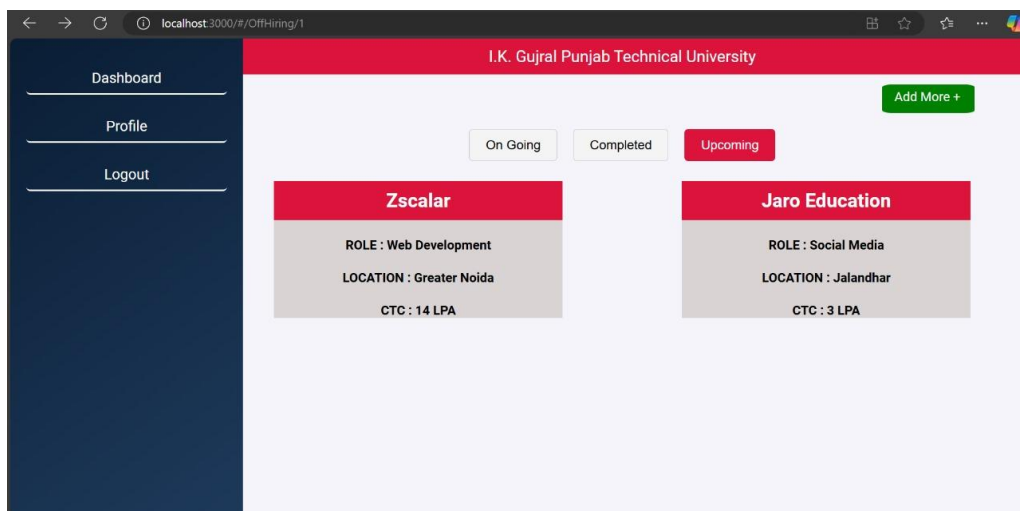 localhost:3000/#/OffHiring/1
I.K. Gujral Punjab Technical University
Dashboard
Profile
Logout
Add More +
On Going Completed Upcoming
Zscalar
ROLE : Web Development
LOCATION : Greater Noida
CTC : 14 LPA
Jaro Education
ROLE : Social Media
LOCATION : Jalandhar
CTC : 3 LPA